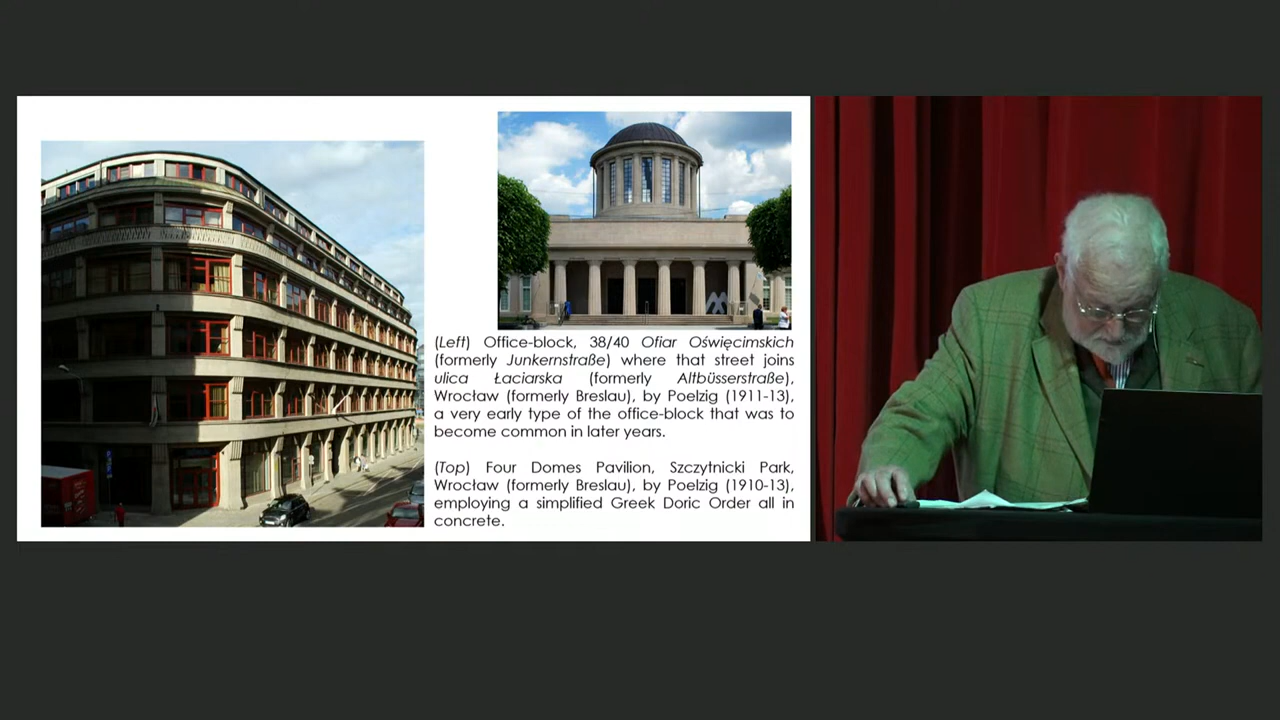 (Left) Office-block, 38/40 Ofiar Oświęcimskich
(formerly Junkernstraße) where that street joins
ulica Łaciarska (formerly Altbüsserstraße),
Wrocław (formerly Breslau), by Poelzig (1911-13),
a very early type of the office-block that was to
become common in later years.
(Top) Four Domes Pavilion, Szczytnicki Park,
Wrocław (formerly Breslau), by Poelzig (1910-13),
employing a simplified Greek Doric Order all in
concrete.